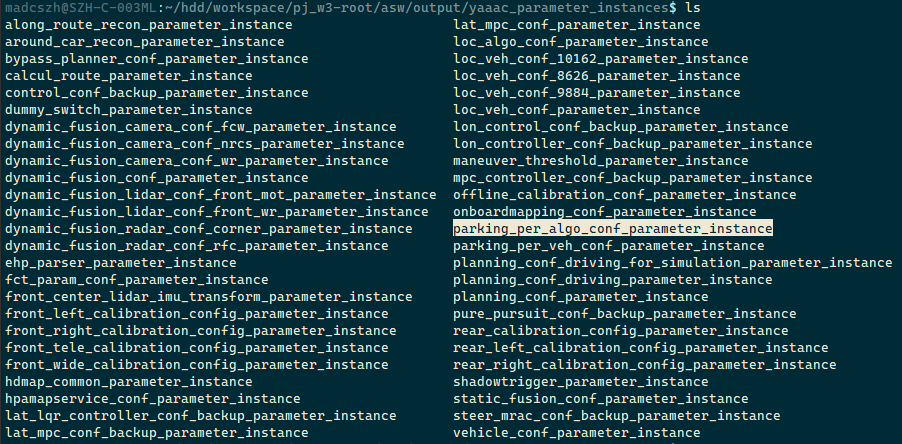 madcszh@SZH-C-003ML:~/hdd/workspace/pj_w3-root/asw/output/yaaac_parameter_instances$ ls
along_route_recon_parameter_instance lat_mpc_conf_parameter_instance
around_car_recon_parameter_instance loc_algo_conf_parameter_instance
bypass_planner_conf_parameter_instance loc_veh_conf_10162_parameter_instance
calcul_route_parameter_instance loc_veh_conf_8626_parameter_instance
control_conf_backup_parameter_instance loc_veh_conf_9884_parameter_instance
dummy_switch_parameter_instance loc_veh_conf_parameter_instance
dynamic_fusion_camera_conf_fcw_parameter_instance lon_control_conf_backup_parameter_instance
dynamic_fusion_camera_conf_nrcs_parameter_instance lon_controller_conf_backup_parameter_instance
dynamic_fusion_camera_conf_wr_parameter_instance maneuver_threshold_parameter_instance
dynamic_fusion_conf_parameter_instance mpc_controller_conf_backup_parameter_instance
dynamic_fusion_lidar_conf_front_mot_parameter_instance offline_calibration_conf_parameter_instance
dynamic_fusion_lidar_conf_front_wr_parameter_instance onboardmapping_conf_parameter_instance
dynamic_fusion_radar_conf_corner_parameter_instance parking_per_algo_conf_parameter_instance
dynamic_fusion_radar_conf_rfc_parameter_instance parking_per_veh_conf_parameter_instance
ehp_parser_parameter_instance planning_conf_driving_for_simulation_parameter_instance
fct_param_conf_parameter_instance planning_conf_driving_parameter_instance
front_center_lidar_imu_transform_parameter_instance planning_conf_parameter_instance
front_left_calibration_config_parameter_instance pure_pursuit_conf_backup_parameter_instance
front_right_calibration_config_parameter_instance rear_calibration_config_parameter_instance
front_tele_calibration_config_parameter_instance rear_left_calibration_config_parameter_instance
front_wide_calibration_config_parameter_instance rear_right_calibration_config_parameter_instance
hdmap_common_parameter_instance shadowtrigger_parameter_instance
hpamapservice_conf_parameter_instance static_fusion_conf_parameter_instance
lat_lqr_controller_conf_backup_parameter_instance steer_mrac_conf_backup_parameter_instance
lat_mpc_conf_backup_parameter_instance vehicle_conf_parameter_instance